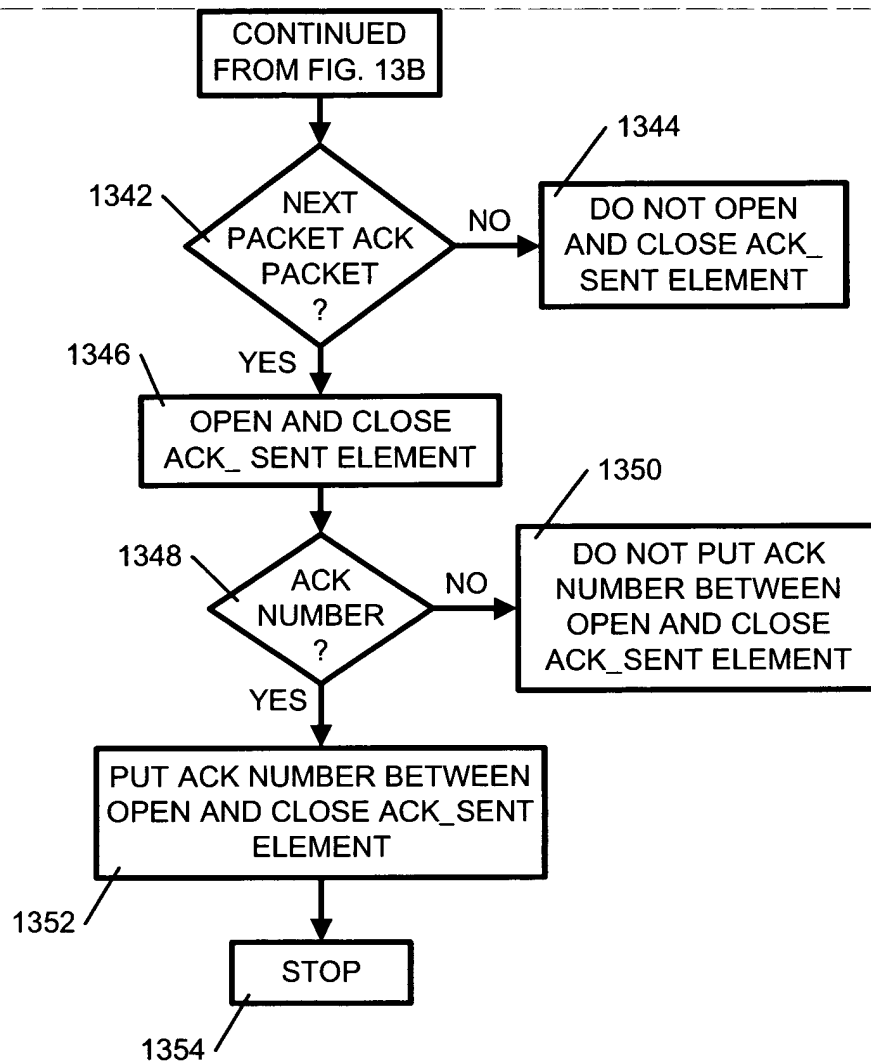 CONTINUED
FROM FIG. 13B
1342
NEXT
PACKET ACK
PACKET
?
NO
1344
DO NOT OPEN
AND CLOSE ACK_
SENT ELEMENT
YES
1346
OPEN AND CLOSE
ACK_ SENT ELEMENT
1348
ACK
NUMBER
?
NO
1350
DO NOT PUT ACK
NUMBER BETWEEN
OPEN AND CLOSE
ACK_SENT ELEMENT
YES
PUT ACK NUMBER BETWEEN
OPEN AND CLOSE ACK_SENT
ELEMENT
1352
STOP
1354